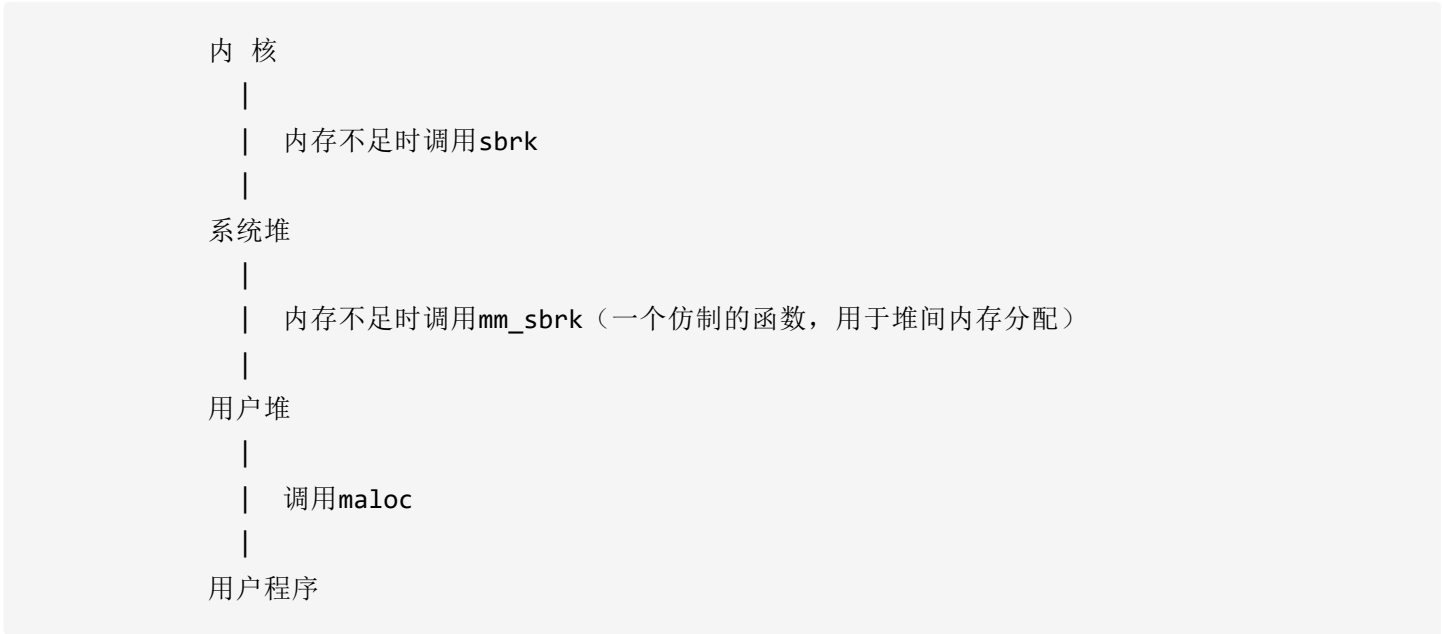 内 核
|
| 内存不足时调用sbrk
|
系统堆
|
| 内存不足时调用mm_sbrk（一个仿制的函数，用于堆间内存分配）
|
用户堆
|
| 调用maloc
|
用户程序